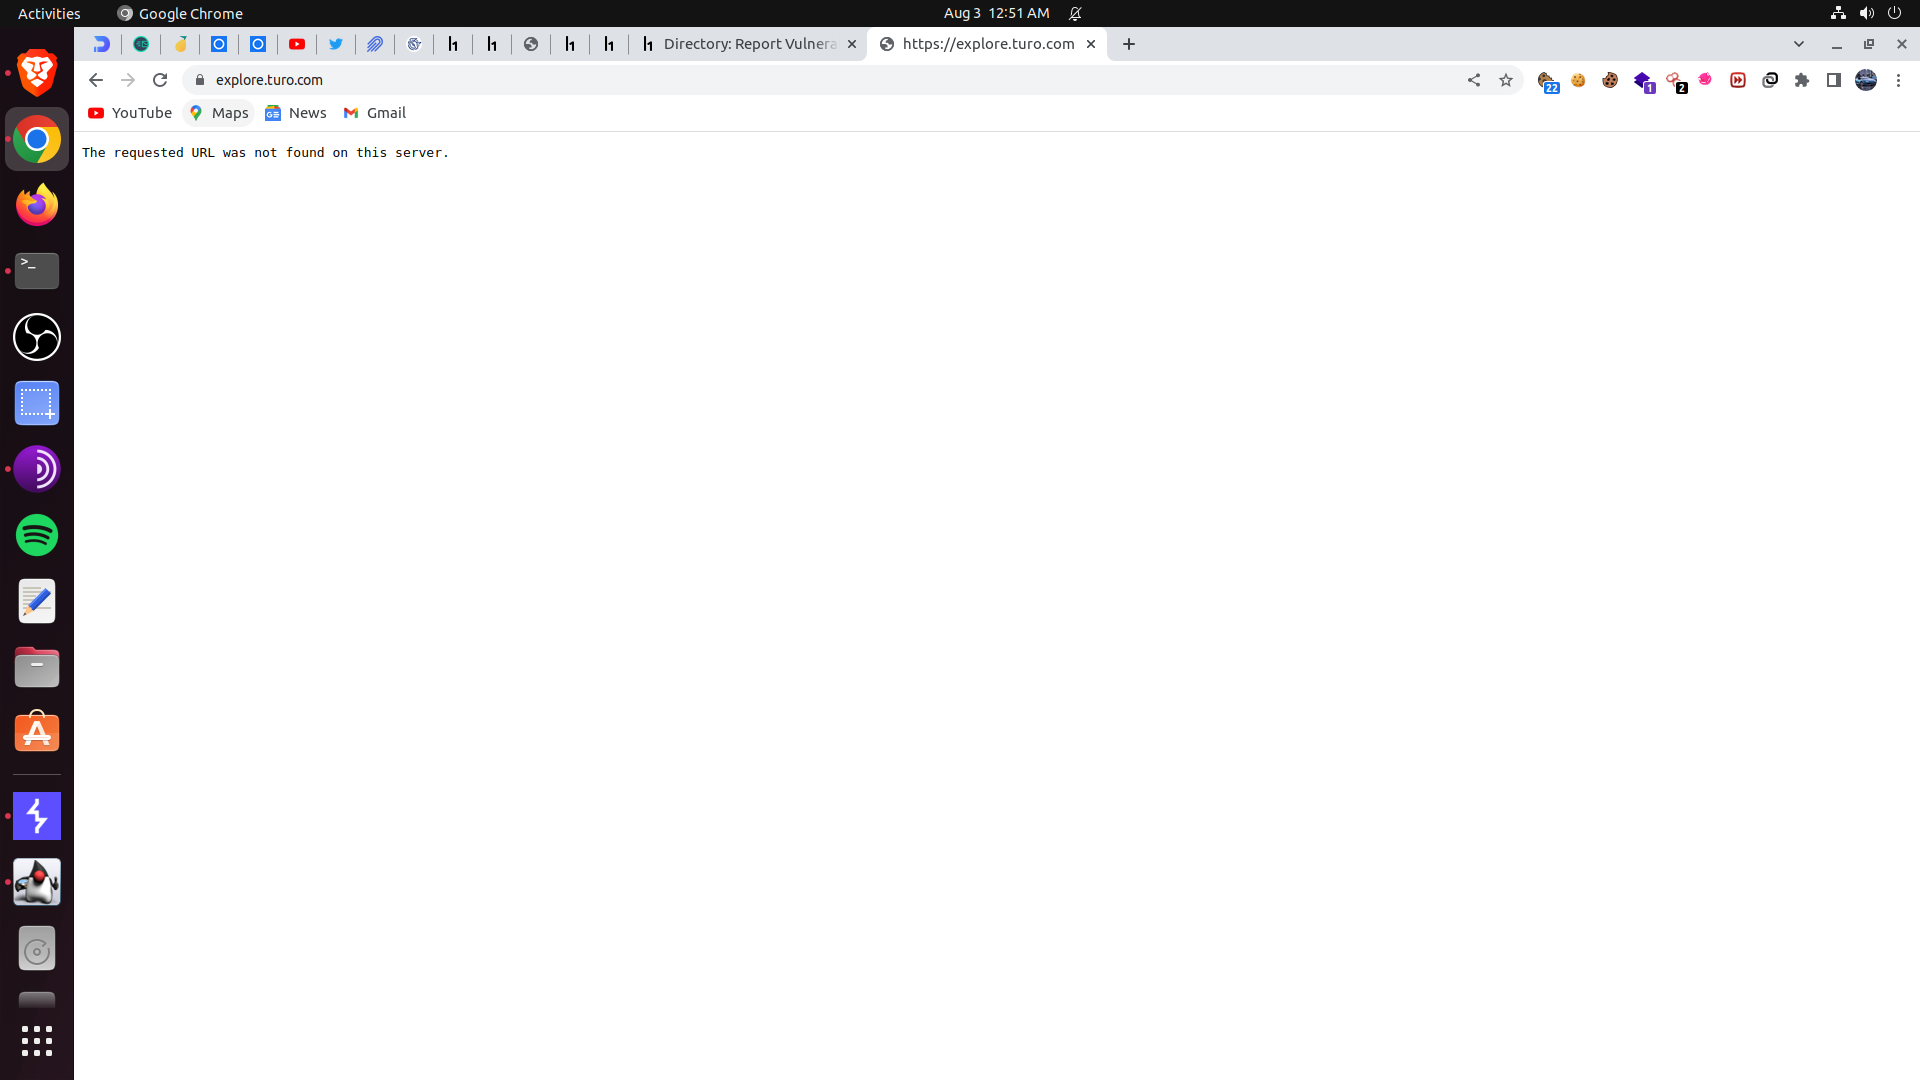 Activities
Google Chrome
Aug 3 12:51 AM
Directory: Report Vulnera
https://explore.turo.com
explore.turo.com
22
1
2
YouTube
Maps
News
Gmail
The requested URL was not found on this server.